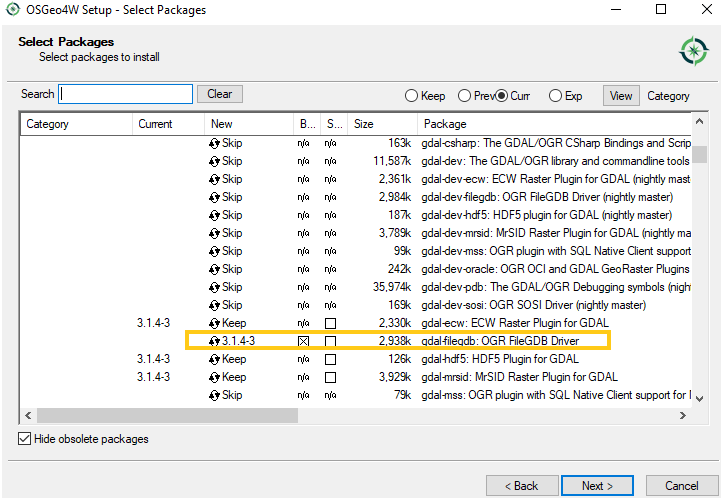 OSGeo4W Setup - Select Packages
Select Packages
Select packages to install
Search Clear Keep Prev Curr Exp View Category
Category Current New B... S... Size Package
Skip n/a n/a 163k gdal-csharp: The GDAL/OGR CSharp Bindings and Scrip
Skip n/a n/a 11,587k gdal-dev: The GDAL/OGR library and commandline tools
Skip n/a n/a 2,361k gdal-dev-ecw: ECW Raster Plugin for GDAL (nightly mast
Skip n/a n/a 2,984k gdal-dev-filegdb: OGR FileGDB Driver (nightly master)
Skip n/a n/a 187k gdal-dev-hdf5: HDF5 plugin for GDAL (nightly master)
Skip n/a n/a 3,789k gdal-dev-mrsid: MrSID Raster Plugin for GDAL (nightly ma
Skip n/a n/a 99k gdal-dev-mss: OGR plugin with SQL Native Client support
Skip n/a n/a 242k gdal-dev-oracle: OGR OCI and GDAL GeoRaster Plugins
Skip n/a n/a 35,974k gdal-dev-pdb: The GDAL/OGR Debugging symbols (nightl
Skip n/a n/a 169k gdal-dev-sosi: OGR SOSI Driver (nightly master)
3.1.4-3 Keep n/a 2,330k gdal-ecw: ECW Raster Plugin for GDAL
3.1.4-3 2,938k gdal-filegdb: OGR FileGDB Driver
3.1.4-3 Keep n/a 126k gdal-hdf5: HDF5 Plugin for GDAL
3.1.4-3 Keep n/a 3,929k gdal-mrsid: MrSID Raster Plugin for GDAL
Skip n/a n/a 79k gdal-mss: OGR plugin with SQL Native Client support for
Hide obsolete packages
< Back Next > Cancel